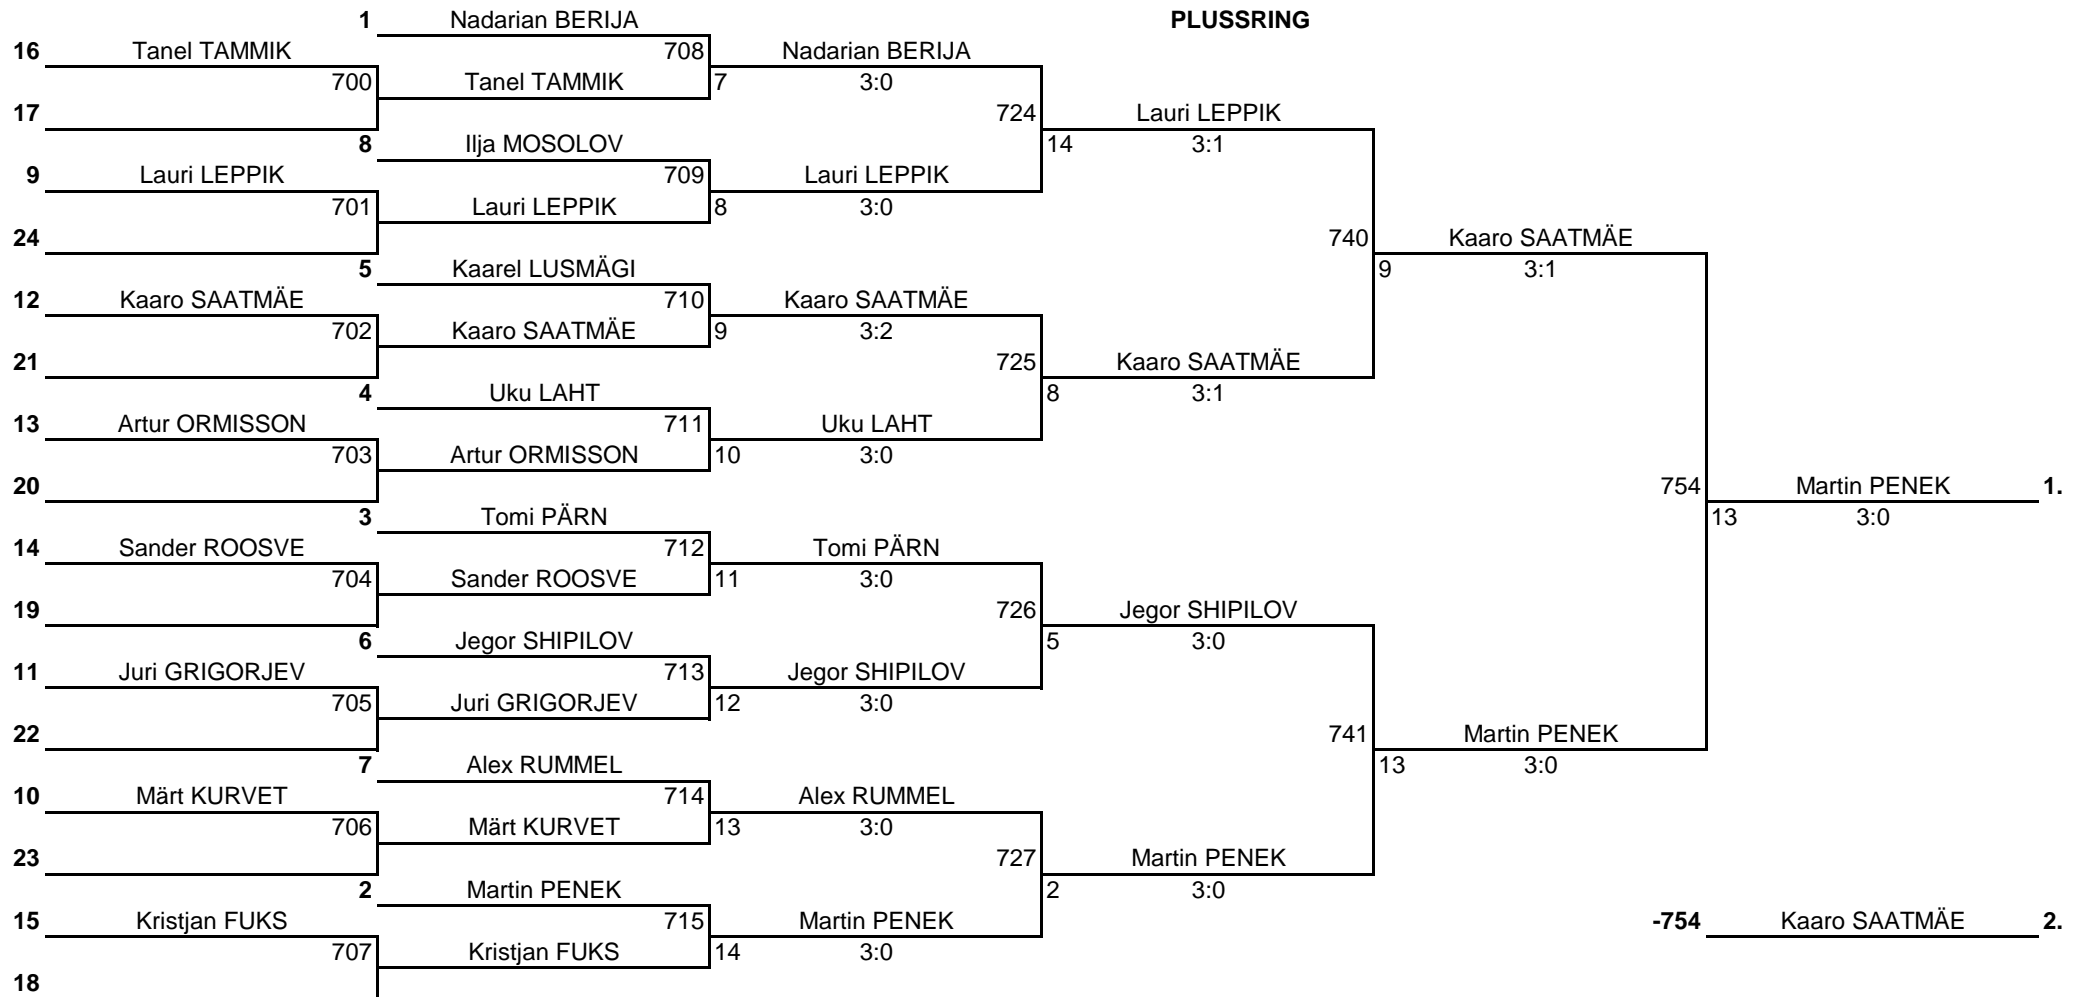 1 Nadarian BERIJA PLUSSRING
16 Tanel TAMMIK 708 Nadarian BERIJA
700 Tanel TAMMIK 7 3:0
17 724 Lauri LEPPIK
8 Ilja MOSOLOV 14 3:1
9 Lauri LEPPIK 709 Lauri LEPPIK
701 Lauri LEPPIK 8 3:0
24 740 Kaaro SAATMÄE
5 Kaarel LUSMÄGI 9 3:1
12 Kaaro SAATMÄE 710 Kaaro SAATMÄE
702 Kaaro SAATMÄE 9 3:2
21 725 Kaaro SAATMÄE
4 Uku LAHT 8 3:1
13 Artur ORMISSON 711 Uku LAHT
703 Artur ORMISSON 10 3:0
20 754 Martin PENEK 1.
3 Tomi PÄRN 13 3:0
14 Sander ROOSVE 712 Tomi PÄRN
704 Sander ROOSVE 11 3:0
19 726 Jegor SHIPILOV
6 Jegor SHIPILOV 5 3:0
11 Juri GRIGORJEV 713 Jegor SHIPILOV
705 Juri GRIGORJEV 12 3:0
22 741 Martin PENEK
7 Alex RUMMEL 13 3:0
10 Märt KURVET 714 Alex RUMMEL
706 Märt KURVET 13 3:0
23 727 Martin PENEK
2 Martin PENEK 2 3:0
15 Kristjan FUKS 715 Martin PENEK -754 Kaaro SAATMÄE 2.
707 Kristjan FUKS 14 3:0
18